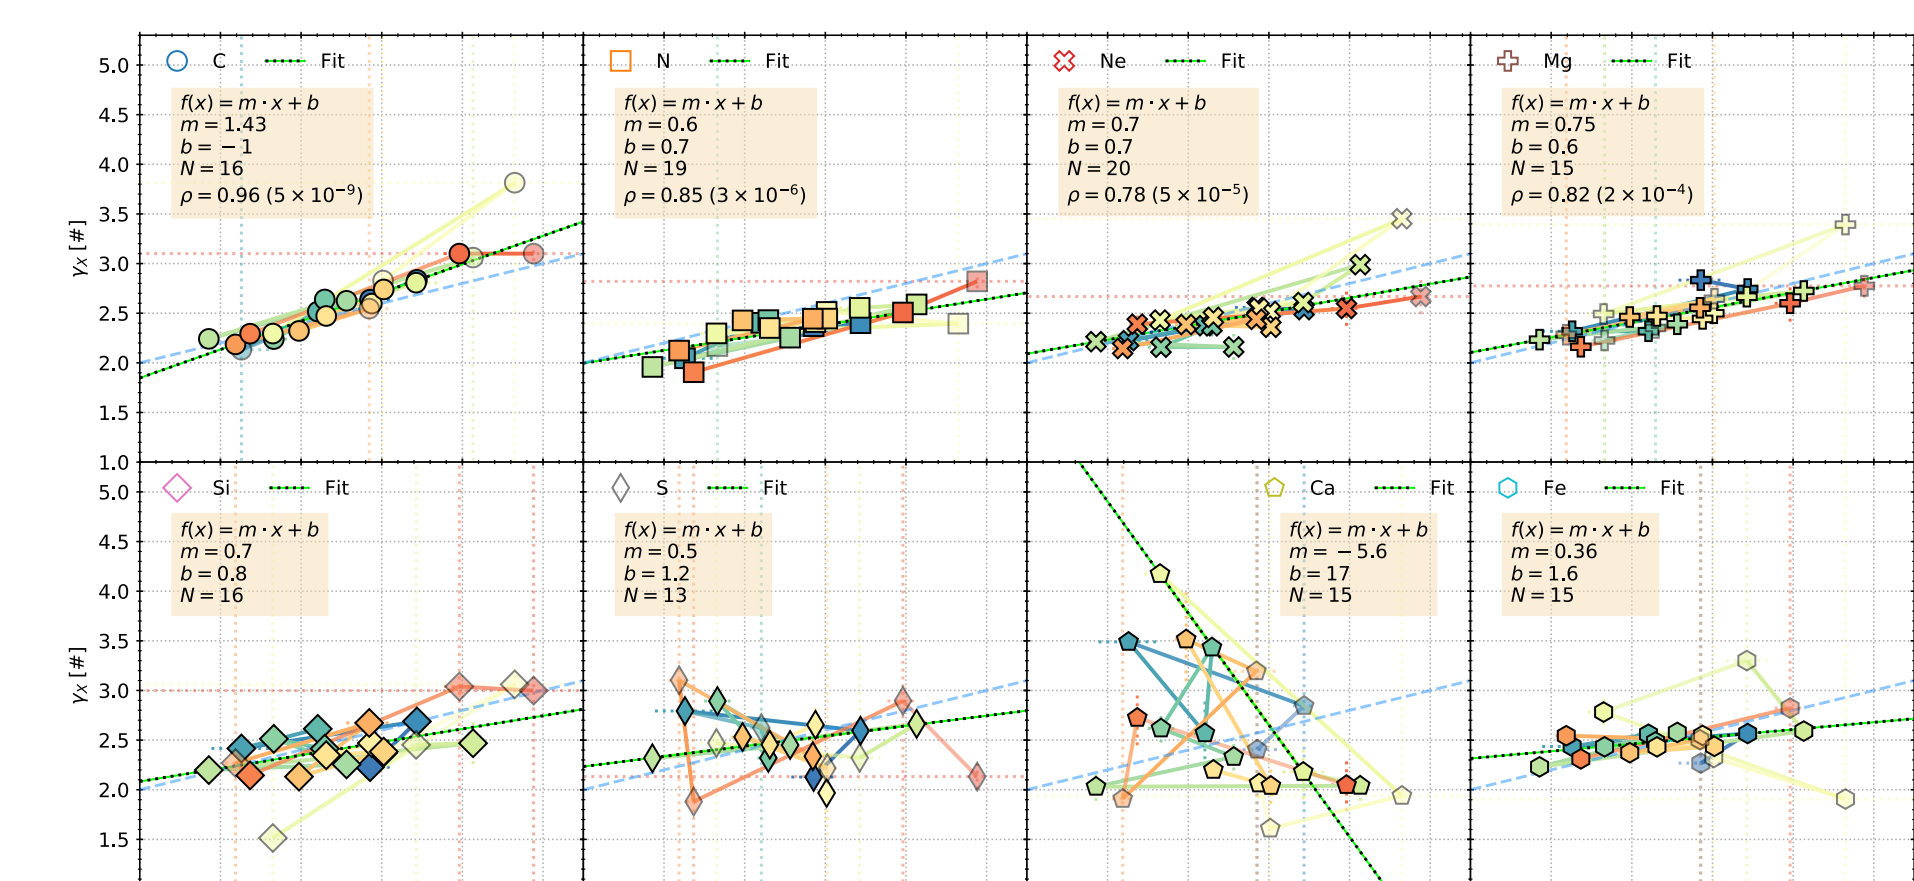 C Fit
f(x) = m · x + b
m = 1.43
b = −1
N = 16
ρ = 0.96 (5 × 10⁻⁹)
N Fit
f(x) = m · x + b
m = 0.6
b = 0.7
N = 19
ρ = 0.85 (3 × 10⁻⁶)
Ne Fit
f(x) = m · x + b
m = 0.7
b = 0.7
N = 20
ρ = 0.78 (5 × 10⁻⁵)
Mg Fit
f(x) = m · x + b
m = 0.75
b = 0.6
N = 15
ρ = 0.82 (2 × 10⁻⁴)
5.0
4.5
4.0
3.5
3.0
2.5
2.0
1.5
1.0
γ_X [#]
Si Fit
f(x) = m · x + b
m = 0.7
b = 0.8
N = 16
S Fit
f(x) = m · x + b
m = 0.5
b = 1.2
N = 13
Ca Fit
f(x) = m · x + b
m = −5.6
b = 17
N = 15
Fe Fit
f(x) = m · x + b
m = 0.36
b = 1.6
N = 15
5.0
4.5
4.0
3.5
3.0
2.5
2.0
1.5
γ_X [#]